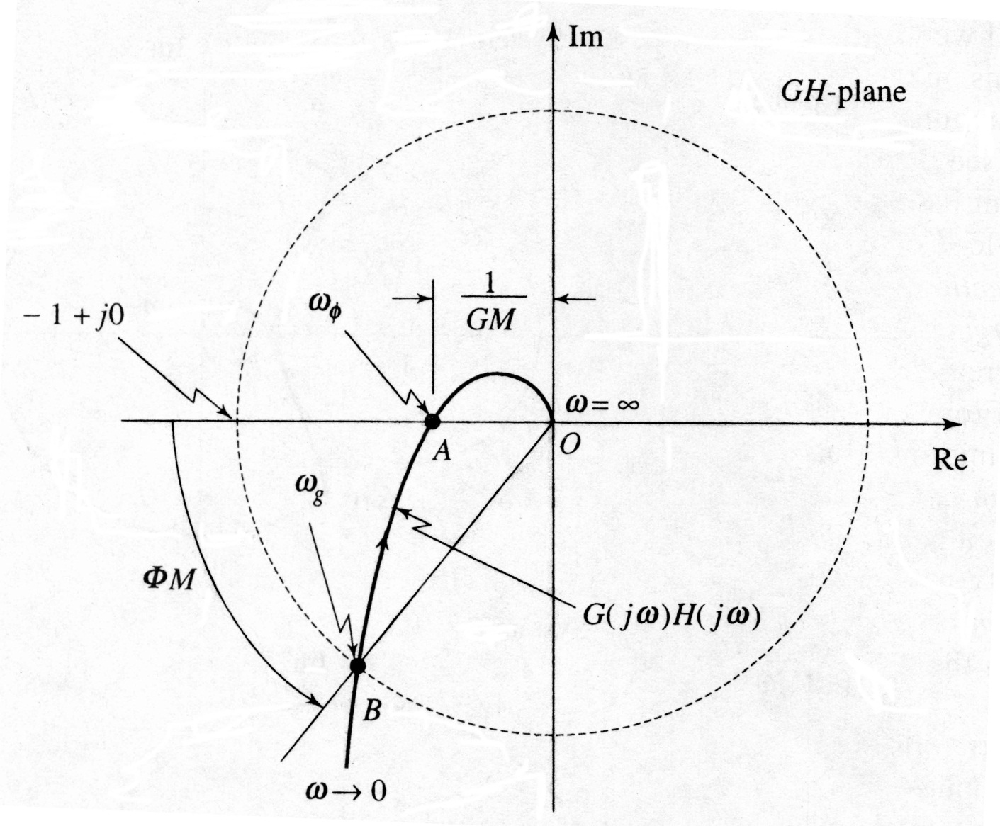 Im
GH-plane
1
GM
ω_ϕ
− 1 + j0
ω = ∞
A
O
Re
ω_g
ΦM
G(jω)H(jω)
B
ω → 0